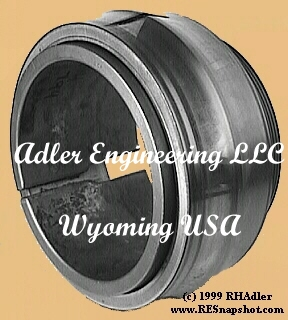 Adler Engineering LLC
Wyoming USA
(c) 1999 RHAdler
www.RESnapshot.com